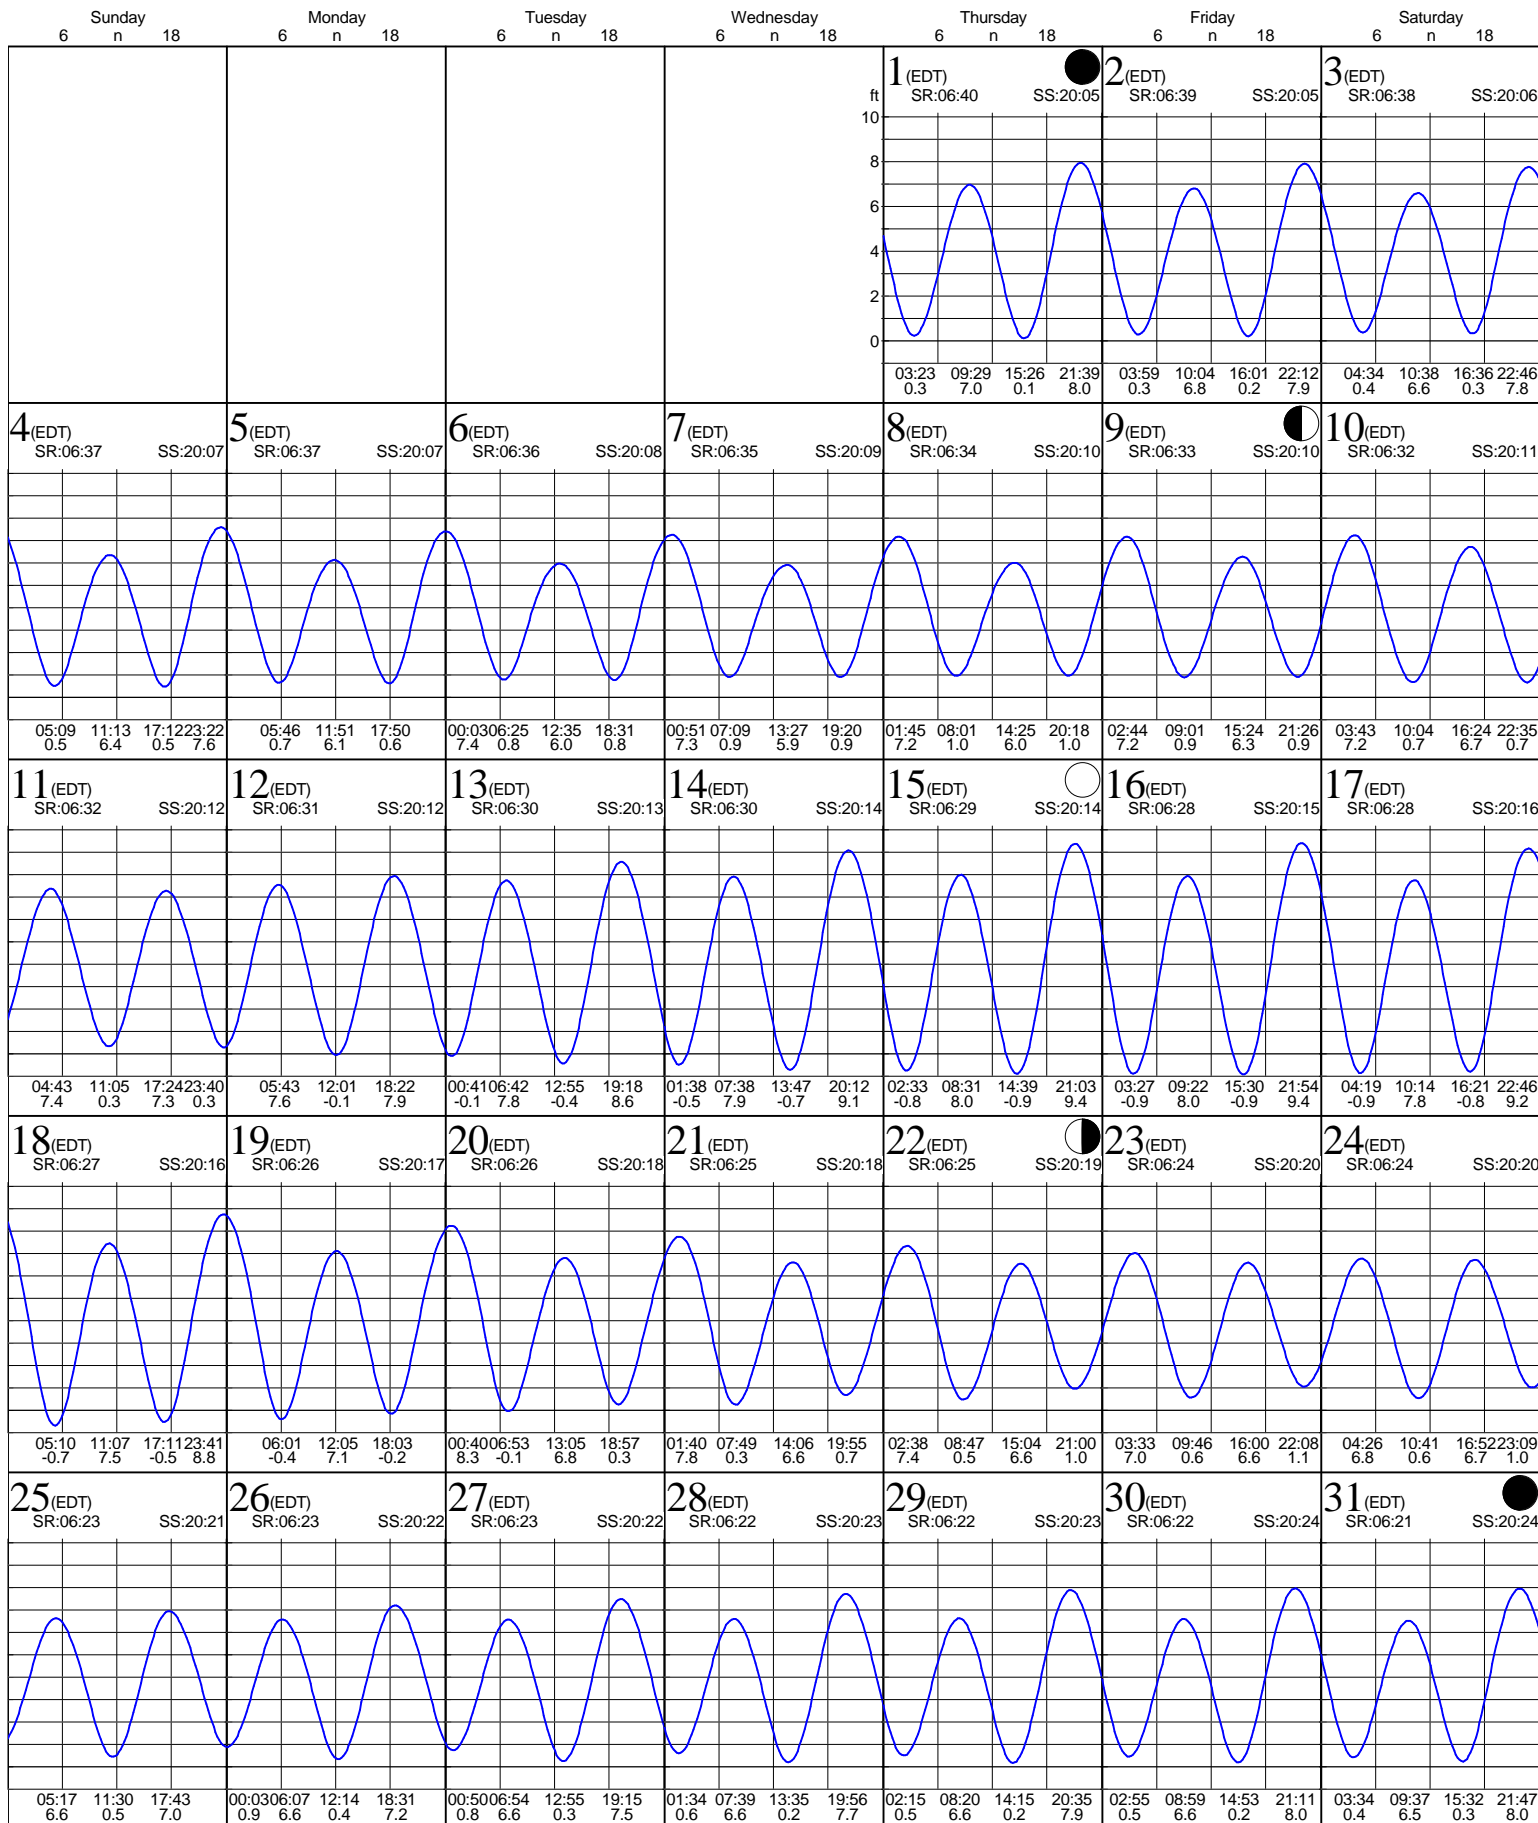 Sunday Monday Tuesday Wednesday Thursday Friday Saturday
6 n 18 6 n 18 6 n 18 6 n 18 6 n 18 6 n 18 6 n 18
1(EDT) 2(EDT) 3(EDT)
ft SR:06:40 SS:20:05 SR:06:39 SS:20:05 SR:06:38 SS:20:06
10
8
6
4
2
0
03:23 09:29 15:26 21:39 03:59 10:04 16:01 22:12 04:34 10:38 16:36 22:46
0.3 7.0 0.1 8.0 0.3 6.8 0.2 7.9 0.4 6.6 0.3 7.8
4(EDT) 5(EDT) 6(EDT) 7(EDT) 8(EDT) 9(EDT) 10(EDT)
SR:06:37 SS:20:07 SR:06:37 SS:20:07 SR:06:36 SS:20:08 SR:06:35 SS:20:09 SR:06:34 SS:20:10 SR:06:33 SS:20:10 SR:06:32 SS:20:11
05:09 11:13 17:12 23:22 05:46 11:51 17:50 00:03 06:25 12:35 18:31 00:51 07:09 13:27 19:20 01:45 08:01 14:25 20:18 02:44 09:01 15:24 21:26 03:43 10:04 16:24 22:35
0.5 6.4 0.5 7.6 0.7 6.1 0.6 7.4 0.8 6.0 0.8 7.3 0.9 5.9 0.9 7.2 1.0 6.0 1.0 7.2 0.9 6.3 0.9 7.2 0.7 6.7 0.7
11(EDT) 12(EDT) 13(EDT) 14(EDT) 15(EDT) 16(EDT) 17(EDT)
SR:06:32 SS:20:12 SR:06:31 SS:20:12 SR:06:30 SS:20:13 SR:06:30 SS:20:14 SR:06:29 SS:20:14 SR:06:28 SS:20:15 SR:06:28 SS:20:16
04:43 11:05 17:24 23:40 05:43 12:01 18:22 00:41 06:42 12:55 19:18 01:38 07:38 13:47 20:12 02:33 08:31 14:39 21:03 03:27 09:22 15:30 21:54 04:19 10:14 16:21 22:46
7.4 0.3 7.3 0.3 7.6 -0.1 7.9 -0.1 7.8 -0.4 8.6 -0.5 7.9 -0.7 9.1 -0.8 8.0 -0.9 9.4 -0.9 8.0 -0.9 9.4 -0.9 7.8 -0.8 9.2
18(EDT) 19(EDT) 20(EDT) 21(EDT) 22(EDT) 23(EDT) 24(EDT)
SR:06:27 SS:20:16 SR:06:26 SS:20:17 SR:06:26 SS:20:18 SR:06:25 SS:20:18 SR:06:25 SS:20:19 SR:06:24 SS:20:20 SR:06:24 SS:20:20
05:10 11:07 17:11 23:41 06:01 12:05 18:03 00:40 06:53 13:05 18:57 01:40 07:49 14:06 19:55 02:38 08:47 15:04 21:00 03:33 09:46 16:00 22:08 04:26 10:41 16:52 23:09
-0.7 7.5 -0.5 8.8 -0.4 7.1 -0.2 8.3 -0.1 6.8 0.3 7.8 0.3 6.6 0.7 7.4 0.5 6.6 1.0 7.0 0.6 6.6 1.1 6.8 0.6 6.7 1.0
25(EDT) 26(EDT) 27(EDT) 28(EDT) 29(EDT) 30(EDT) 31(EDT)
SR:06:23 SS:20:21 SR:06:23 SS:20:22 SR:06:23 SS:20:22 SR:06:22 SS:20:23 SR:06:22 SS:20:23 SR:06:22 SS:20:24 SR:06:21 SS:20:24
05:17 11:30 17:43 00:03 06:07 12:14 18:31 00:50 06:54 12:55 19:15 01:34 07:39 13:35 19:56 02:15 08:20 14:15 20:35 02:55 08:59 14:53 21:11 03:34 09:37 15:32 21:47
6.6 0.5 7.0 0.9 6.6 0.4 7.2 0.8 6.6 0.3 7.5 0.6 6.6 0.2 7.7 0.5 6.6 0.2 7.9 0.5 6.6 0.2 8.0 0.4 6.5 0.3 8.0